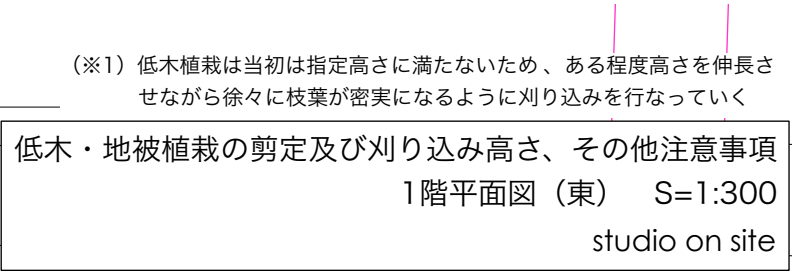 （※1）低木植栽は当初は指定高さに満たないため、ある程度高さを伸長さ
せながら徐々に枝葉が密実になるように刈り込みを行なっていく
低木・地被植栽の剪定及び刈り込み高さ、その他注意事項
1階平面図（東）　S=1:300
studio on site